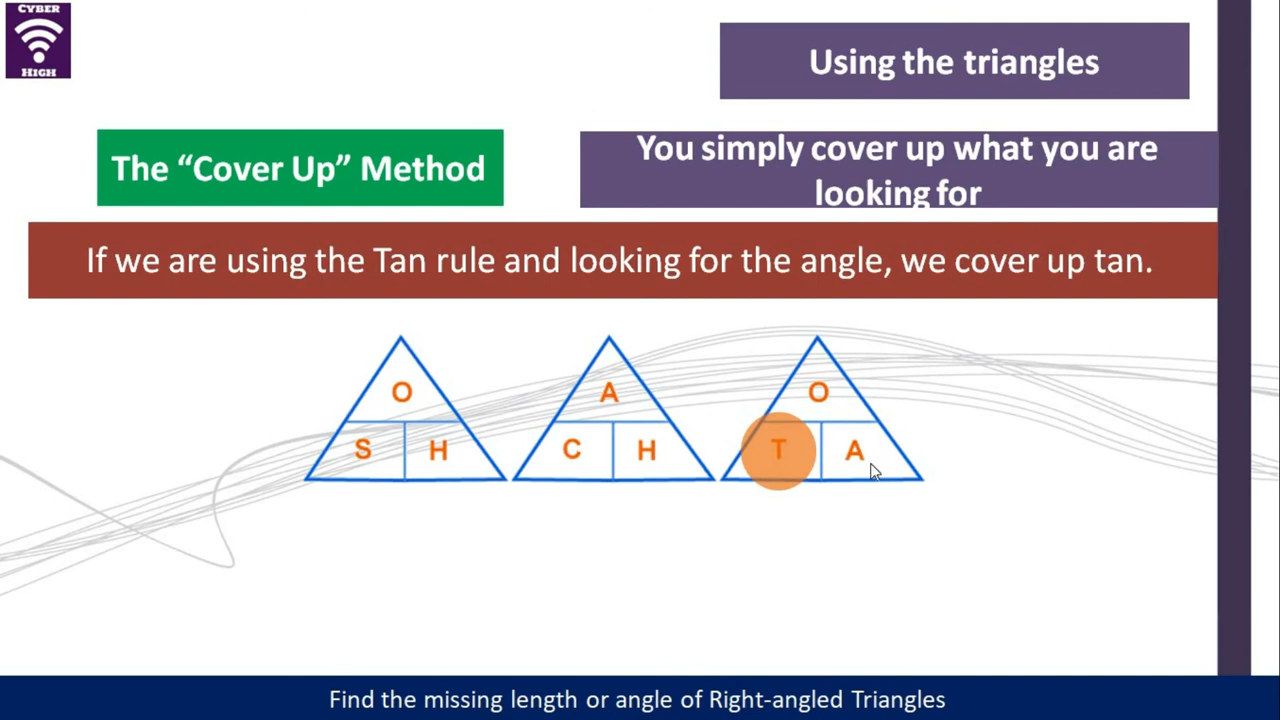 CYBER
HIGH
Using the triangles
The “Cover Up” Method
You simply cover up what you are
looking for
If we are using the Tan rule and looking for the angle, we cover up tan.
O
S H
A
C H
O
T A
Find the missing length or angle of Right-angled Triangles